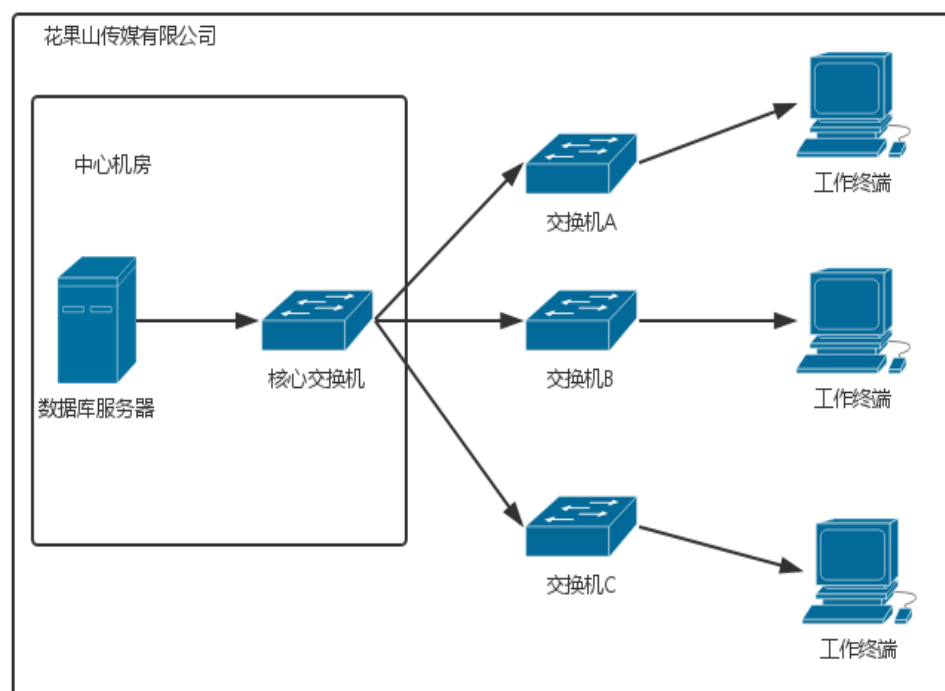 花果山传媒有限公司
中心机房
数据库服务器
核心交换机
交换机A
工作终端
交换机B
工作终端
交换机C
工作终端